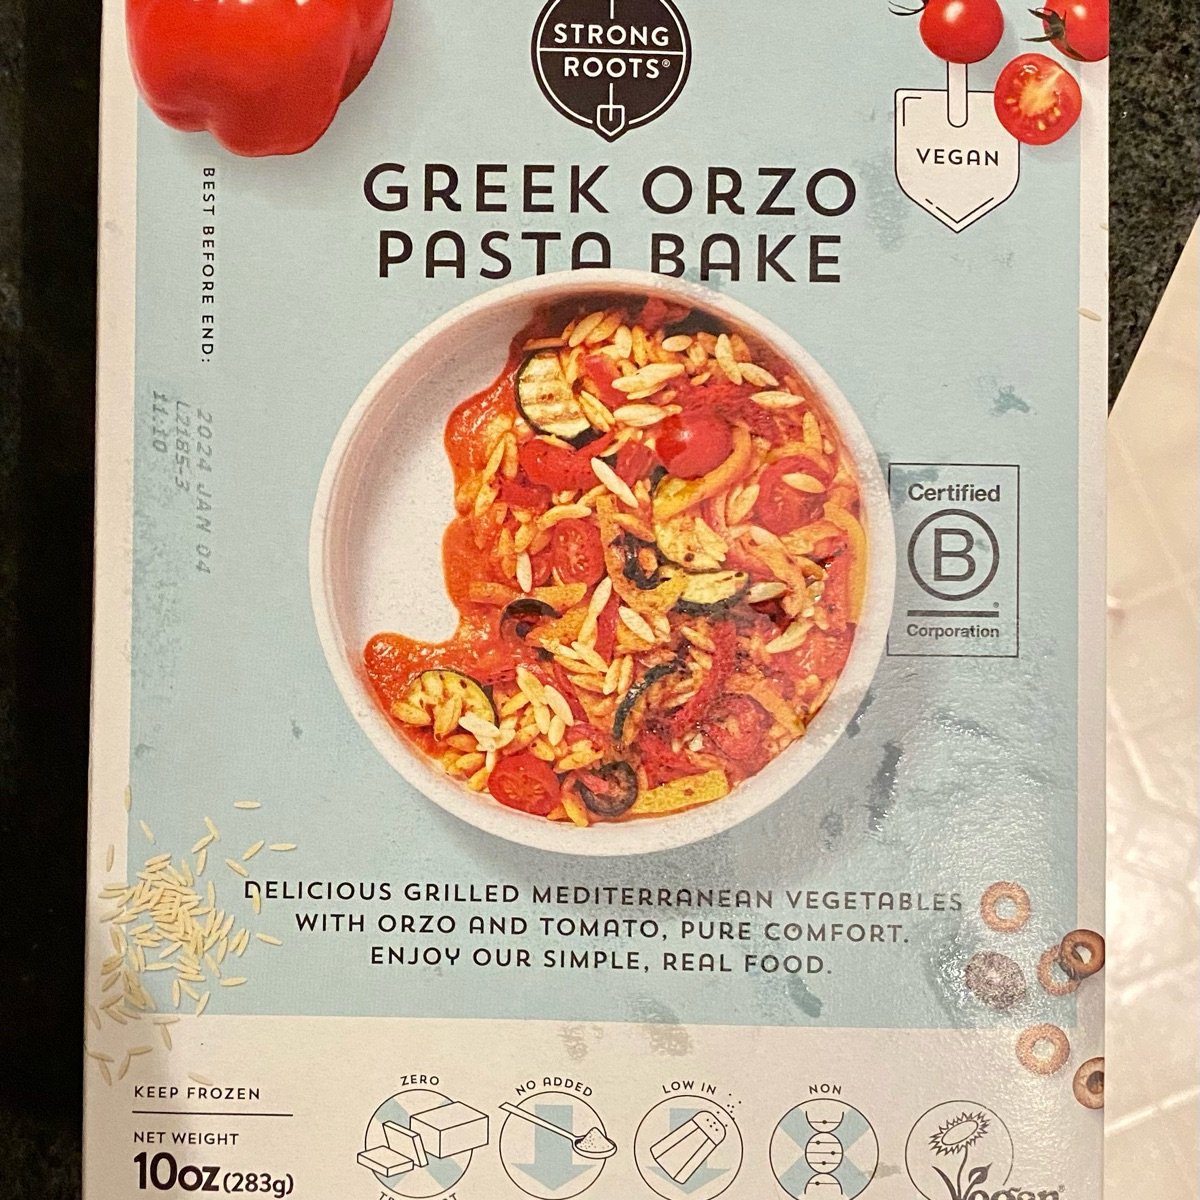 STRONG
ROOTS®
VEGAN
GREEK ORZO
PASTA BAKE
BEST BEFORE END:
2024 JAN 04
L2185-3
11:10
Certified
B
Corporation
DELICIOUS GRILLED MEDITERRANEAN VEGETABLES
WITH ORZO AND TOMATO, PURE COMFORT.
ENJOY OUR SIMPLE, REAL FOOD.
KEEP FROZEN
NET WEIGHT
10oz (283g)
ZERO
NO ADDED
LOW IN
NON
Vegan